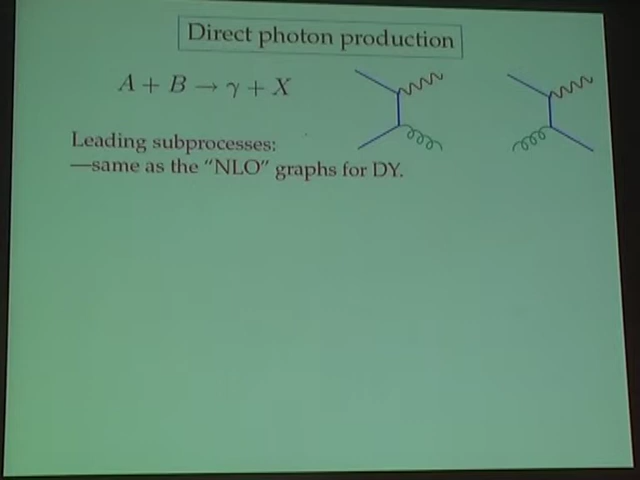 Direct photon production
A + B → γ + X
Leading subprocesses:
—same as the “NLO” graphs for DY.